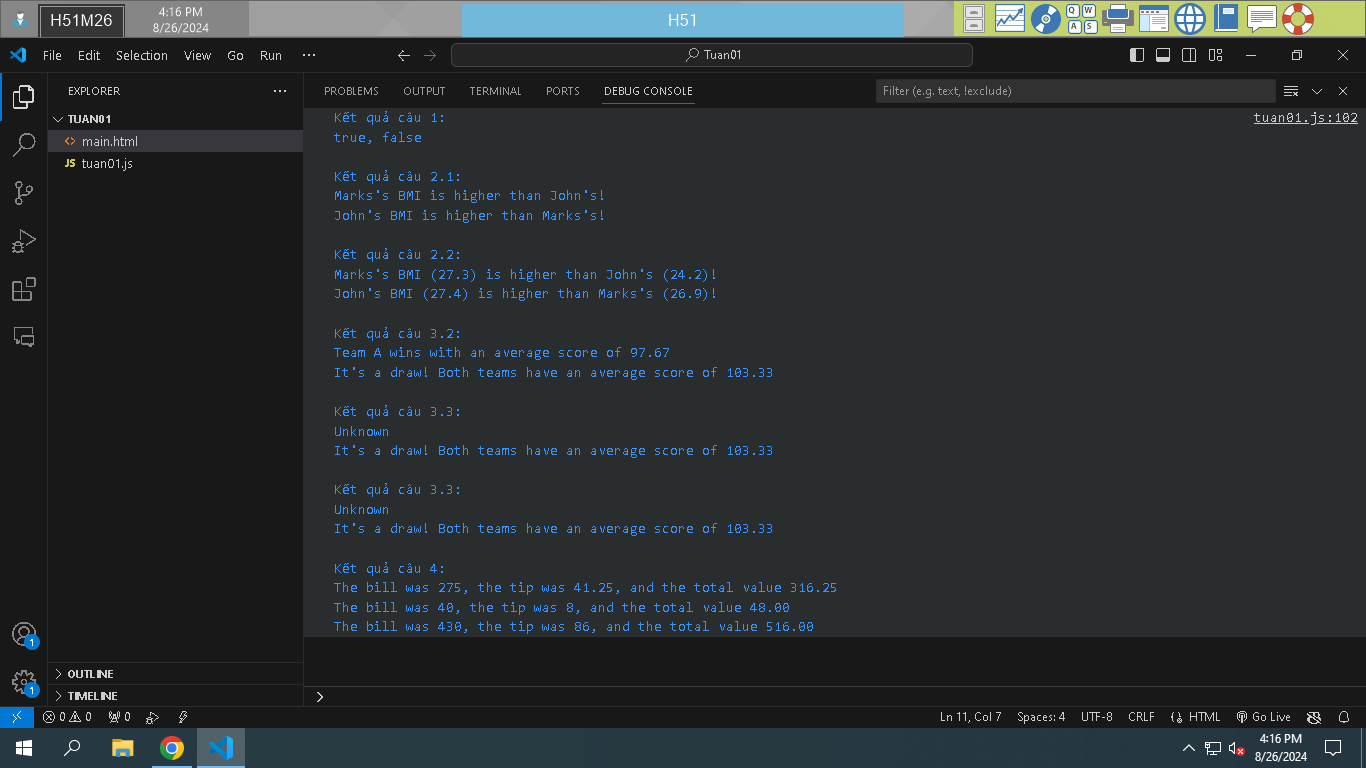 H51M26
4:16 PM
8/26/2024
H51
Q W
A S
File Edit Selection View Go Run ···
Tuan01
EXPLORER ···
PROBLEMS OUTPUT TERMINAL PORTS DEBUG CONSOLE
Filter (e.g. text, !exclude)
TUAN01
<> main.html
JS tuan01.js
tuan01.js:102
Kết quả câu 1:
true, false
Kết quả câu 2.1:
Marks's BMI is higher than John's!
John's BMI is higher than Marks's!
Kết quả câu 2.2:
Marks's BMI (27.3) is higher than John's (24.2)!
John's BMI (27.4) is higher than Marks's (26.9)!
Kết quả câu 3.2:
Team A wins with an average score of 97.67
It's a draw! Both teams have an average score of 103.33
Kết quả câu 3.3:
Unknown
It's a draw! Both teams have an average score of 103.33
Kết quả câu 3.3:
Unknown
It's a draw! Both teams have an average score of 103.33
Kết quả câu 4:
The bill was 275, the tip was 41.25, and the total value 316.25
The bill was 40, the tip was 8, and the total value 48.00
The bill was 430, the tip was 86, and the total value 516.00
1
1
OUTLINE
TIMELINE
0 0 0
Ln 11, Col 7 Spaces: 4 UTF-8 CRLF HTML Go Live
4:16 PM
8/26/2024